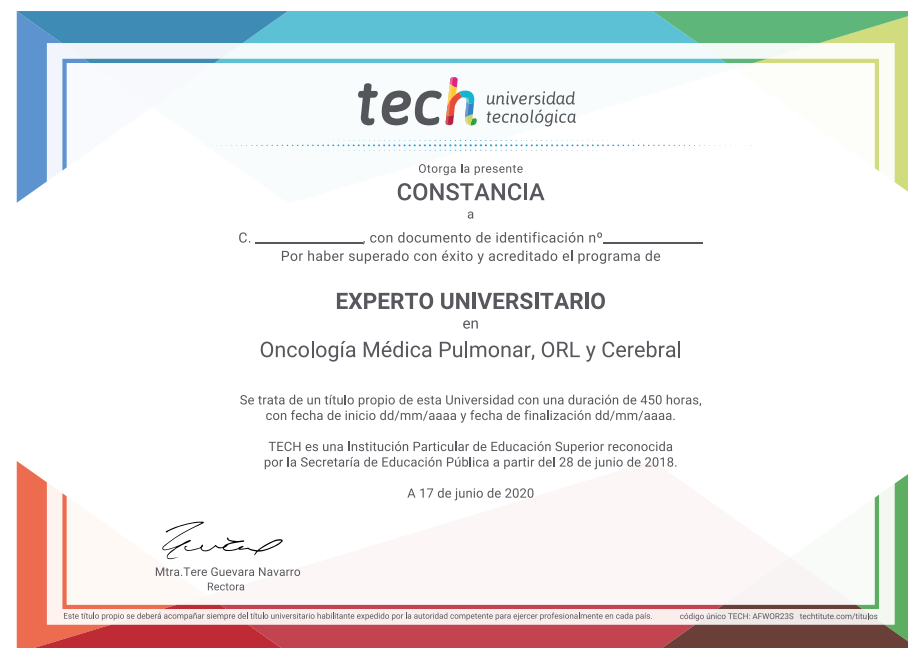 tech universidad
tecnológica
Otorga la presente
CONSTANCIA
a
C. ______________, con documento de identificación nº_____________
Por haber superado con éxito y acreditado el programa de
EXPERTO UNIVERSITARIO
en
Oncología Médica Pulmonar, ORL y Cerebral
Se trata de un título propio de esta Universidad con una duración de 450 horas,
con fecha de inicio dd/mm/aaaa y fecha de finalización dd/mm/aaaa.
TECH es una Institución Particular de Educación Superior reconocida
por la Secretaría de Educación Pública a partir del 28 de junio de 2018.
A 17 de junio de 2020
Mtra.Tere Guevara Navarro
Rectora
Este título propio se deberá acompañar siempre del título universitario habilitante expedido por la autoridad competente para ejercer profesionalmente en cada país. código único TECH: AFWOR23S techtitute.com/titulos